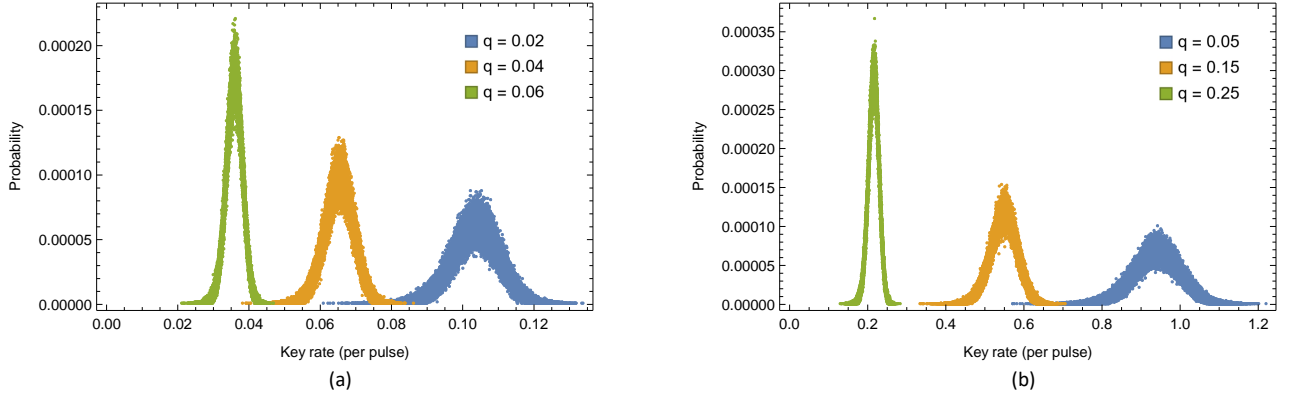 q = 0.02
q = 0.04
q = 0.06
Probability
0.00020
0.00015
0.00010
0.00005
0.00000
0.00
0.02
0.04
0.06
0.08
0.10
0.12
Key rate (per pulse)
(a)
q = 0.05
q = 0.15
q = 0.25
Probability
0.00035
0.00030
0.00025
0.00020
0.00015
0.00010
0.00005
0.00000
0.0
0.2
0.4
0.6
0.8
1.0
1.2
Key rate (per pulse)
(b)